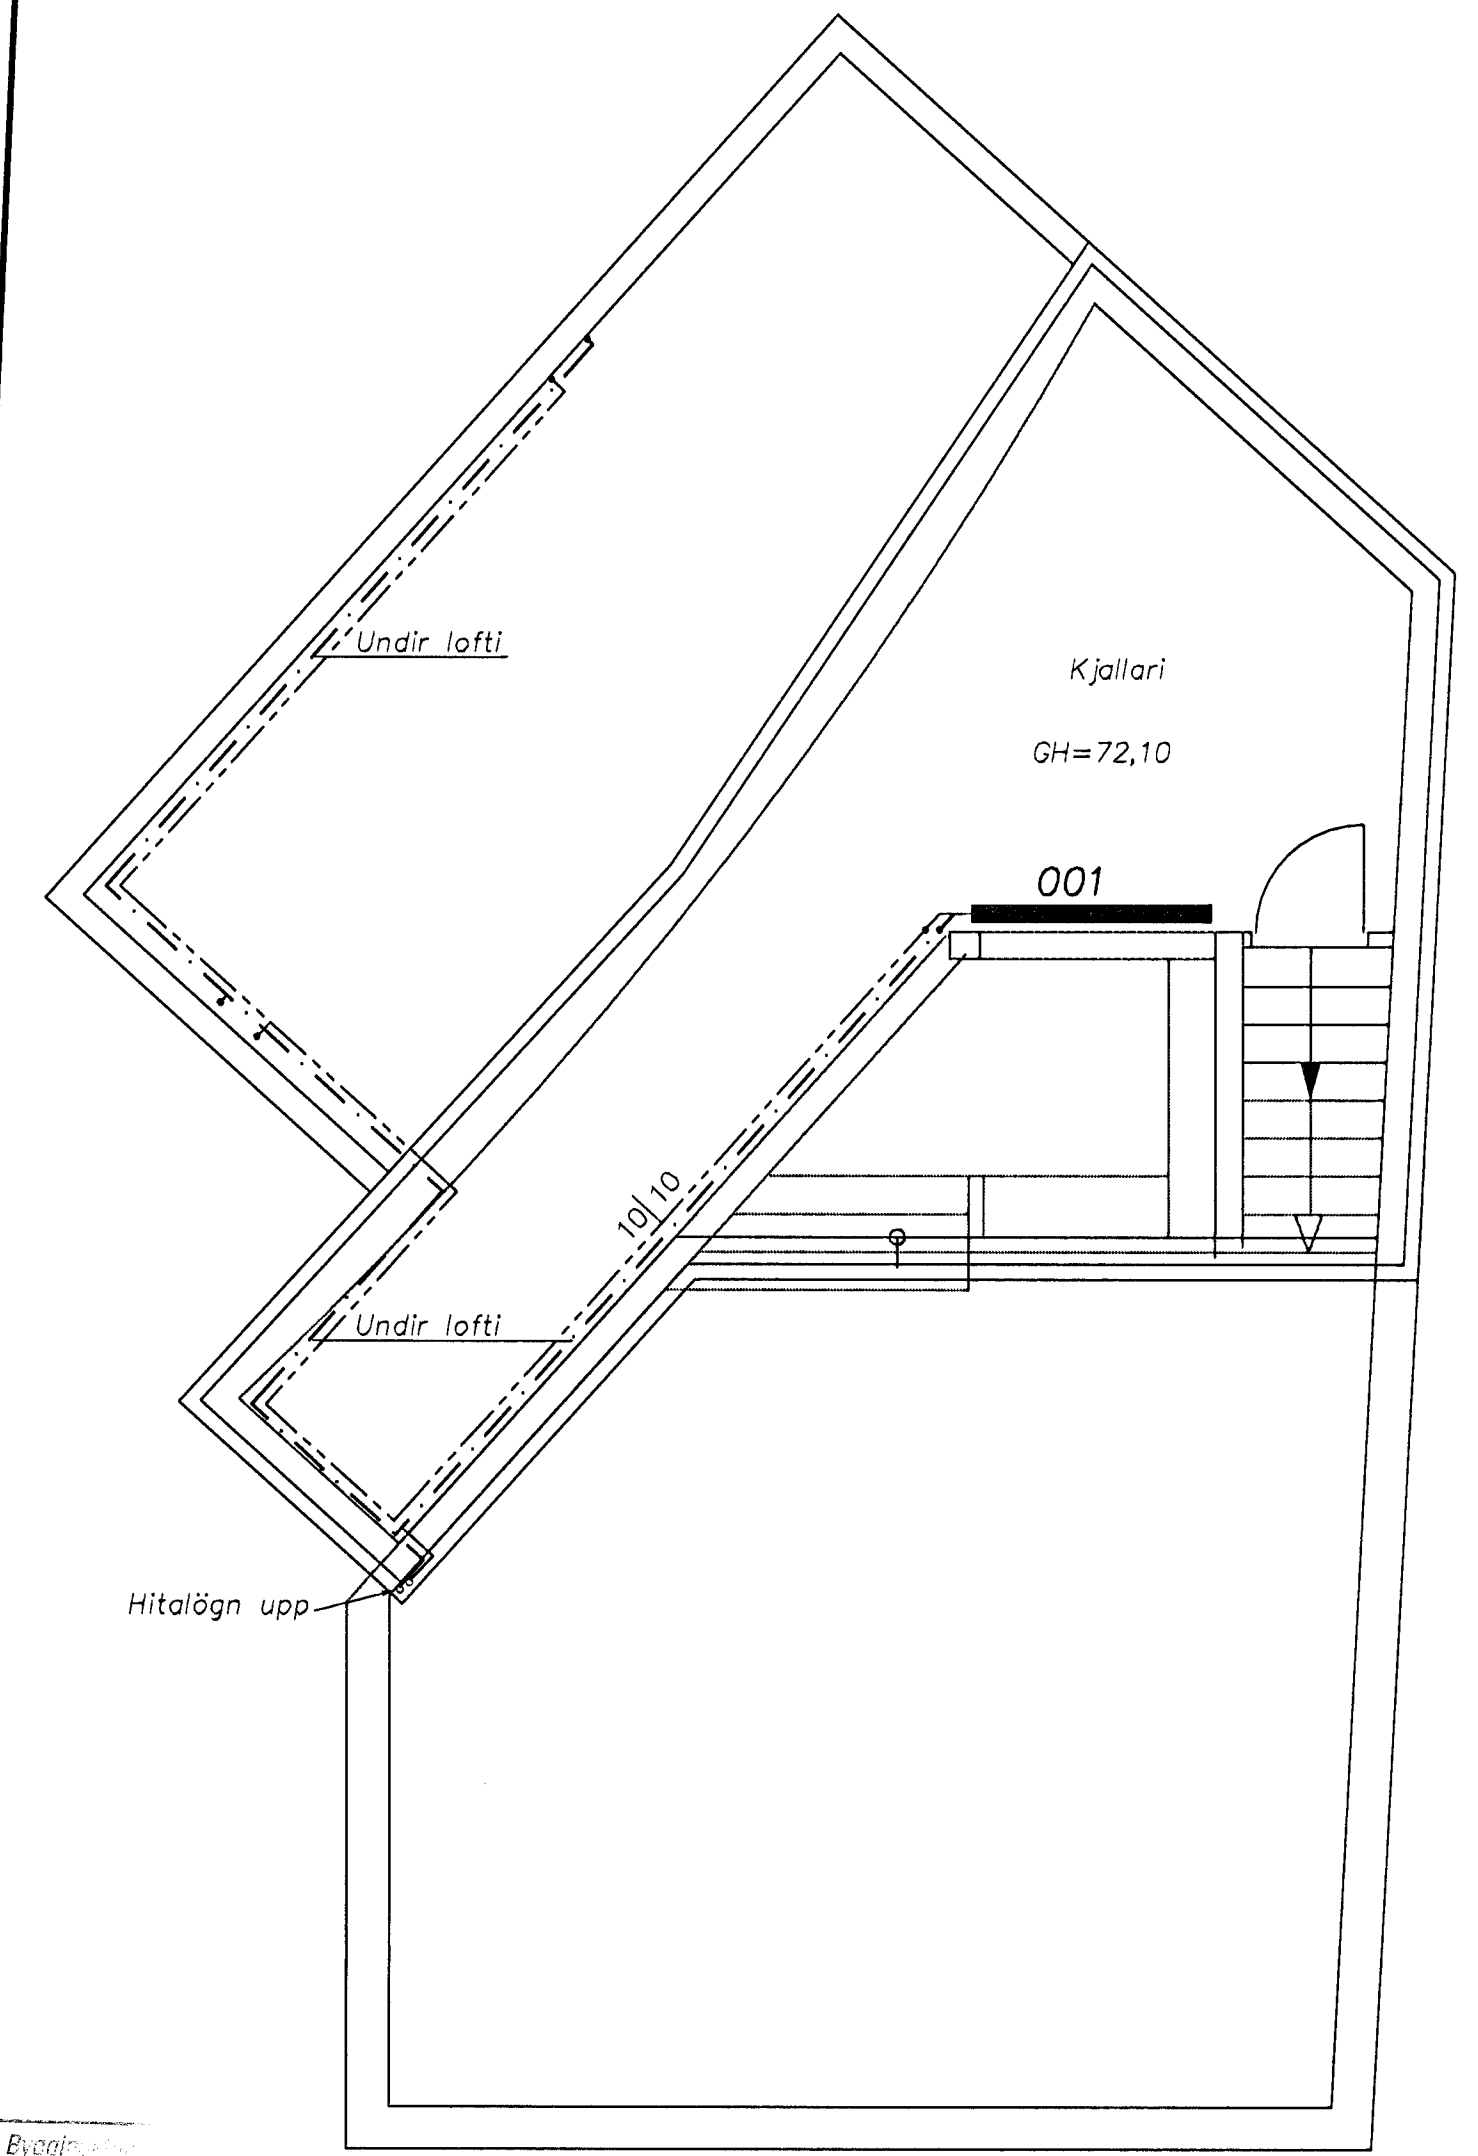 Undir lofti
Kjallari
GH=72,10
001
10/10
Undir lofti
Hitalögn upp